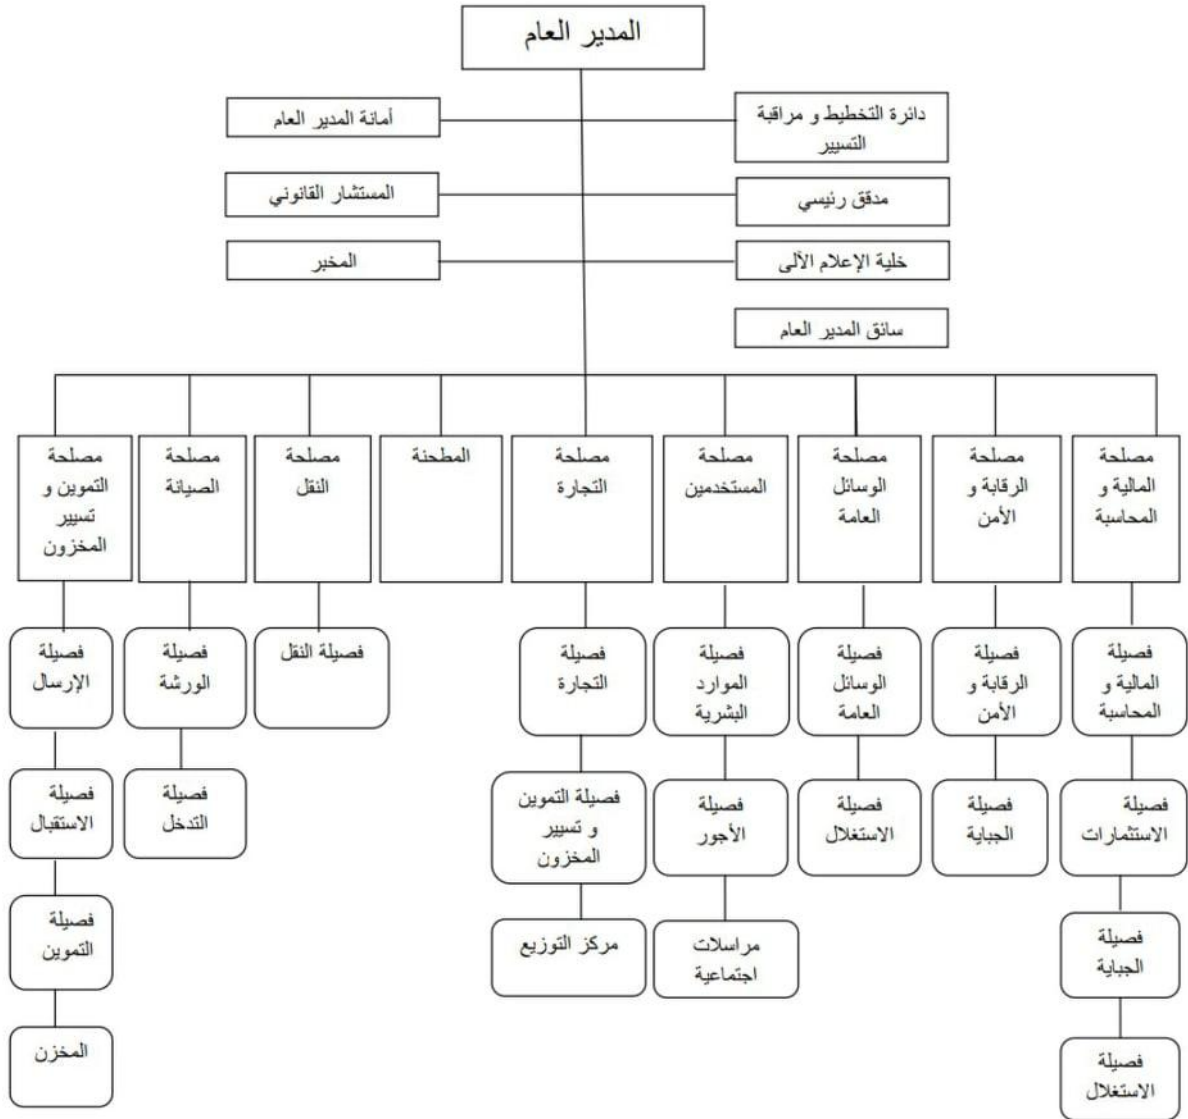 المدير العام
دائرة التخطيط و مراقبة
التسيير
أمانة المدير العام
مدقق رئيسي
المستشار القانوني
خلية الإعلام الآلى
المخبر
سائق المدير العام
مصلحة
المالية و
المحاسبة
مصلحة
الرقابة و
الأمن
مصلحة
الوسائل
العامة
مصلحة
المستخدمين
مصلحة
التجارة
المطحنة
مصلحة
النقل
مصلحة
الصيانة
مصلحة
التموين و
تسيير
المخزون
فصيلة
المالية و
المحاسبة
فصيلة
الرقابة و
الأمن
فصيلة
الوسائل
العامة
فصيلة
الموارد
البشرية
فصيلة
التجارة
فصيلة النقل
فصيلة
الورشة
فصيلة
الإرسال
فصيلة
الاستثمارات
فصيلة
الجباية
فصيلة
الاستغلال
فصيلة
الأجور
فصيلة التموين
و تسيير
المخزون
فصيلة
التدخل
فصيلة
الاستقبال
فصيلة
الجباية
مراسلات
اجتماعية
مركز التوزيع
فصيلة
التموين
فصيلة
الاستغلال
المخزن